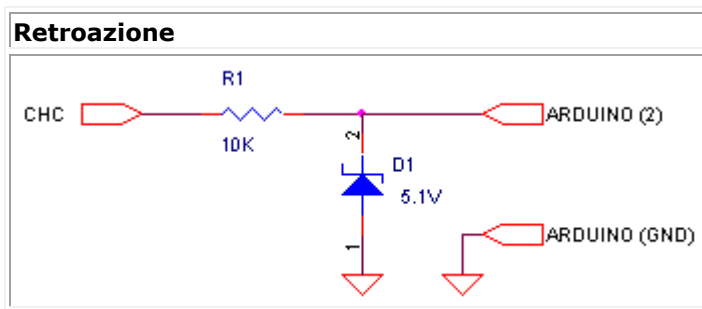 Retroazione
R1
CHC
ARDUINO (2)
10K
2
D1
5.1V
ARDUINO (GND)
1